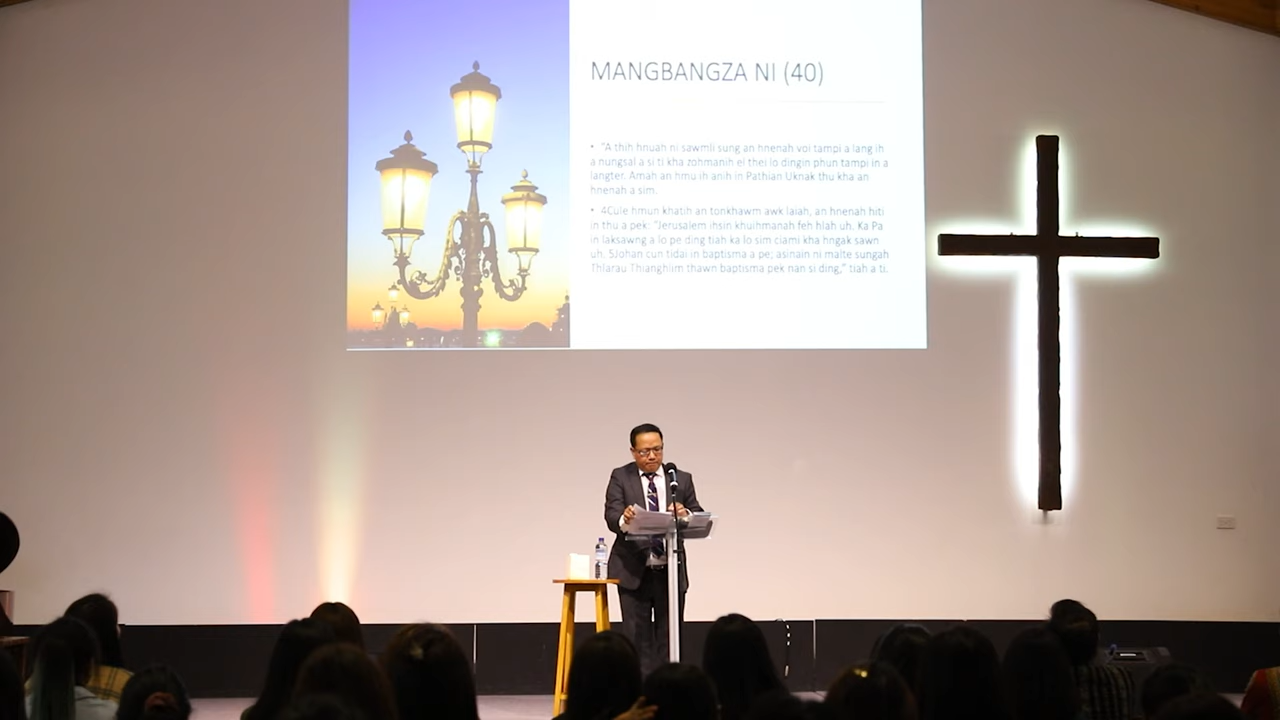 MANGBANGZA NI (40)
• "A thih hnuah ni sawmli sung an hnenah voi tampi a lang ih
a nungsal a si ti kha zohmanih el thei lo dingin phun tampi in a
langter. Amah an hmu ih anih in Pathian Uknak thu kha an
hnenah a sim.
• 4Cule hmun khatih an tonkhawm awk laiah, an hnenah hiti
in thu a pek: "Jerusalem ihsin khuihmanah feh hlah uh. Ka Pa
in laksawng a lo pe ding tiah ka lo sim ciami kha hngak sawn
uh. 5Johan cun tidai in baptisma a pe; asinain ni malte sungah
Thlarau Thianghlim thawn baptisma pek nan si ding," tiah a ti.